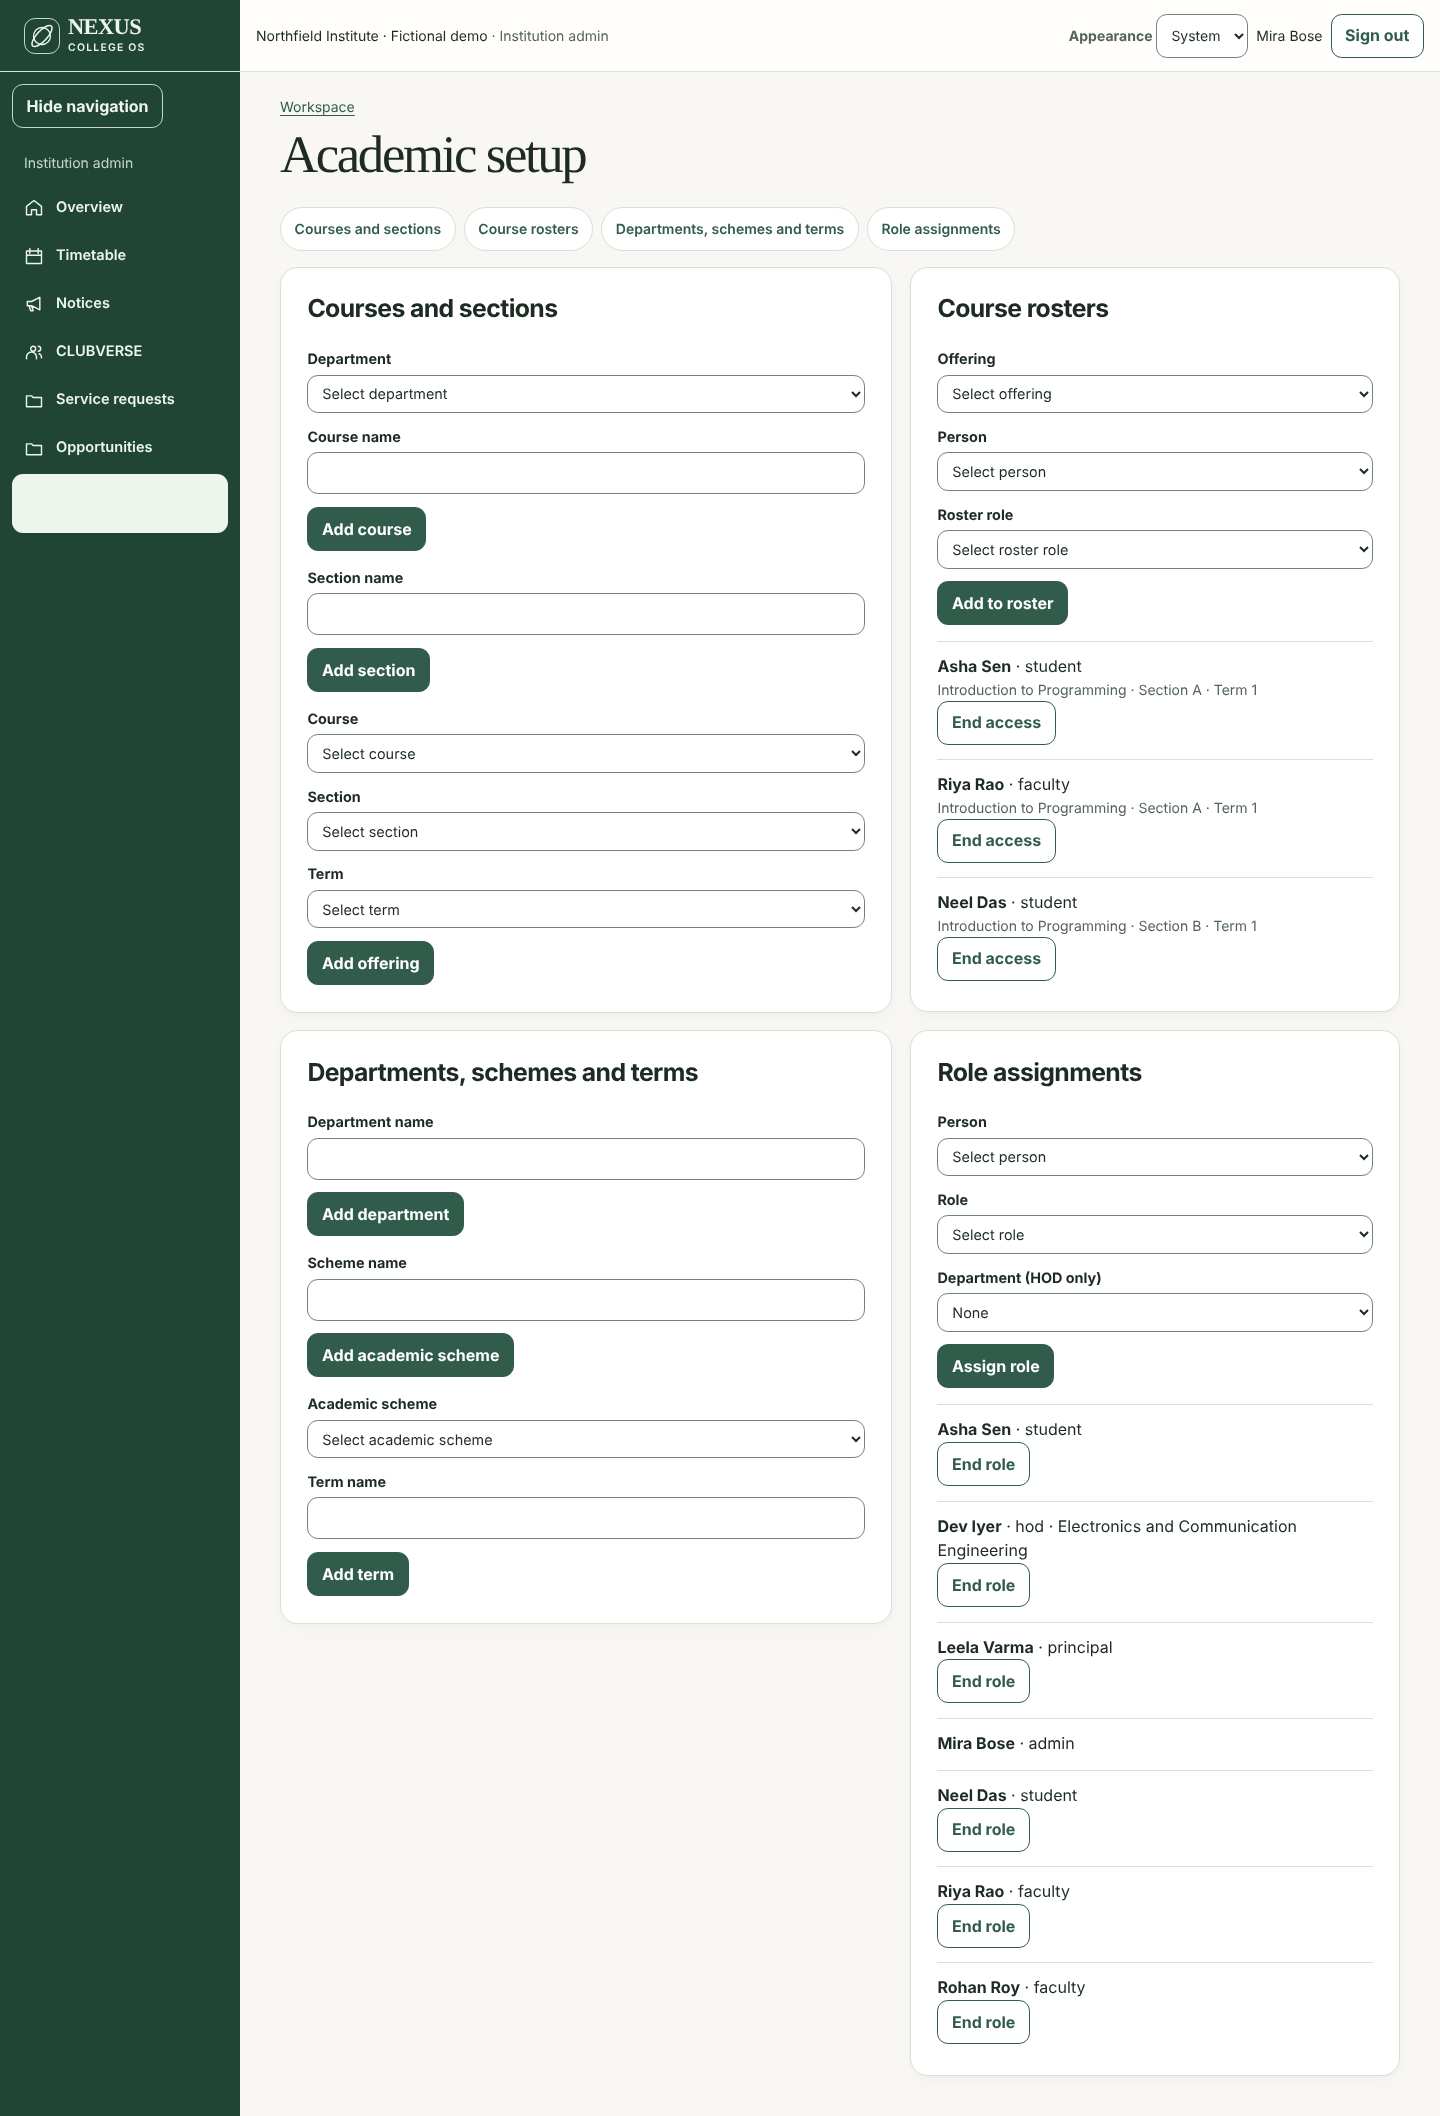 NEXUS
COLLEGE OS
Northfield Institute · Fictional demo · Institution admin
Appearance
System
Mira Bose
Sign out
Hide navigation
Institution admin
Overview
Timetable
Notices
CLUBVERSE
Service requests
Opportunities
Workspace
Academic setup
Courses and sections
Course rosters
Departments, schemes and terms
Role assignments
Courses and sections
Department
Select department
Course name
Add course
Section name
Add section
Course
Select course
Section
Select section
Term
Select term
Add offering
Course rosters
Offering
Select offering
Person
Select person
Roster role
Select roster role
Add to roster
Asha Sen · student
Introduction to Programming · Section A · Term 1
End access
Riya Rao · faculty
Introduction to Programming · Section A · Term 1
End access
Neel Das · student
Introduction to Programming · Section B · Term 1
End access
Departments, schemes and terms
Department name
Add department
Scheme name
Add academic scheme
Academic scheme
Select academic scheme
Term name
Add term
Role assignments
Person
Select person
Role
Select role
Department (HOD only)
None
Assign role
Asha Sen · student
End role
Dev Iyer · hod · Electronics and Communication
Engineering
End role
Leela Varma · principal
End role
Mira Bose · admin
Neel Das · student
End role
Riya Rao · faculty
End role
Rohan Roy · faculty
End role